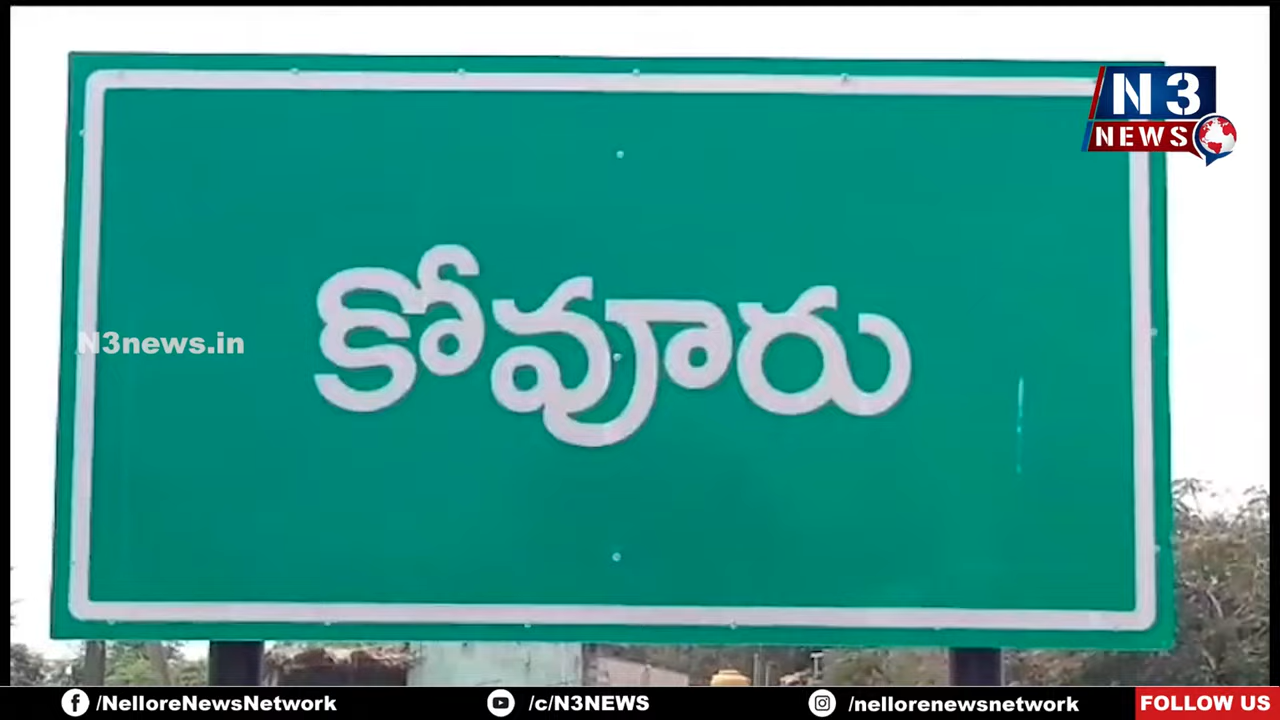 N3
NEWS
కోవూరు
N3news.in
/NelloreNewsNetwork
/c/N3NEWS
/nellorenewsnetwork
FOLLOW US